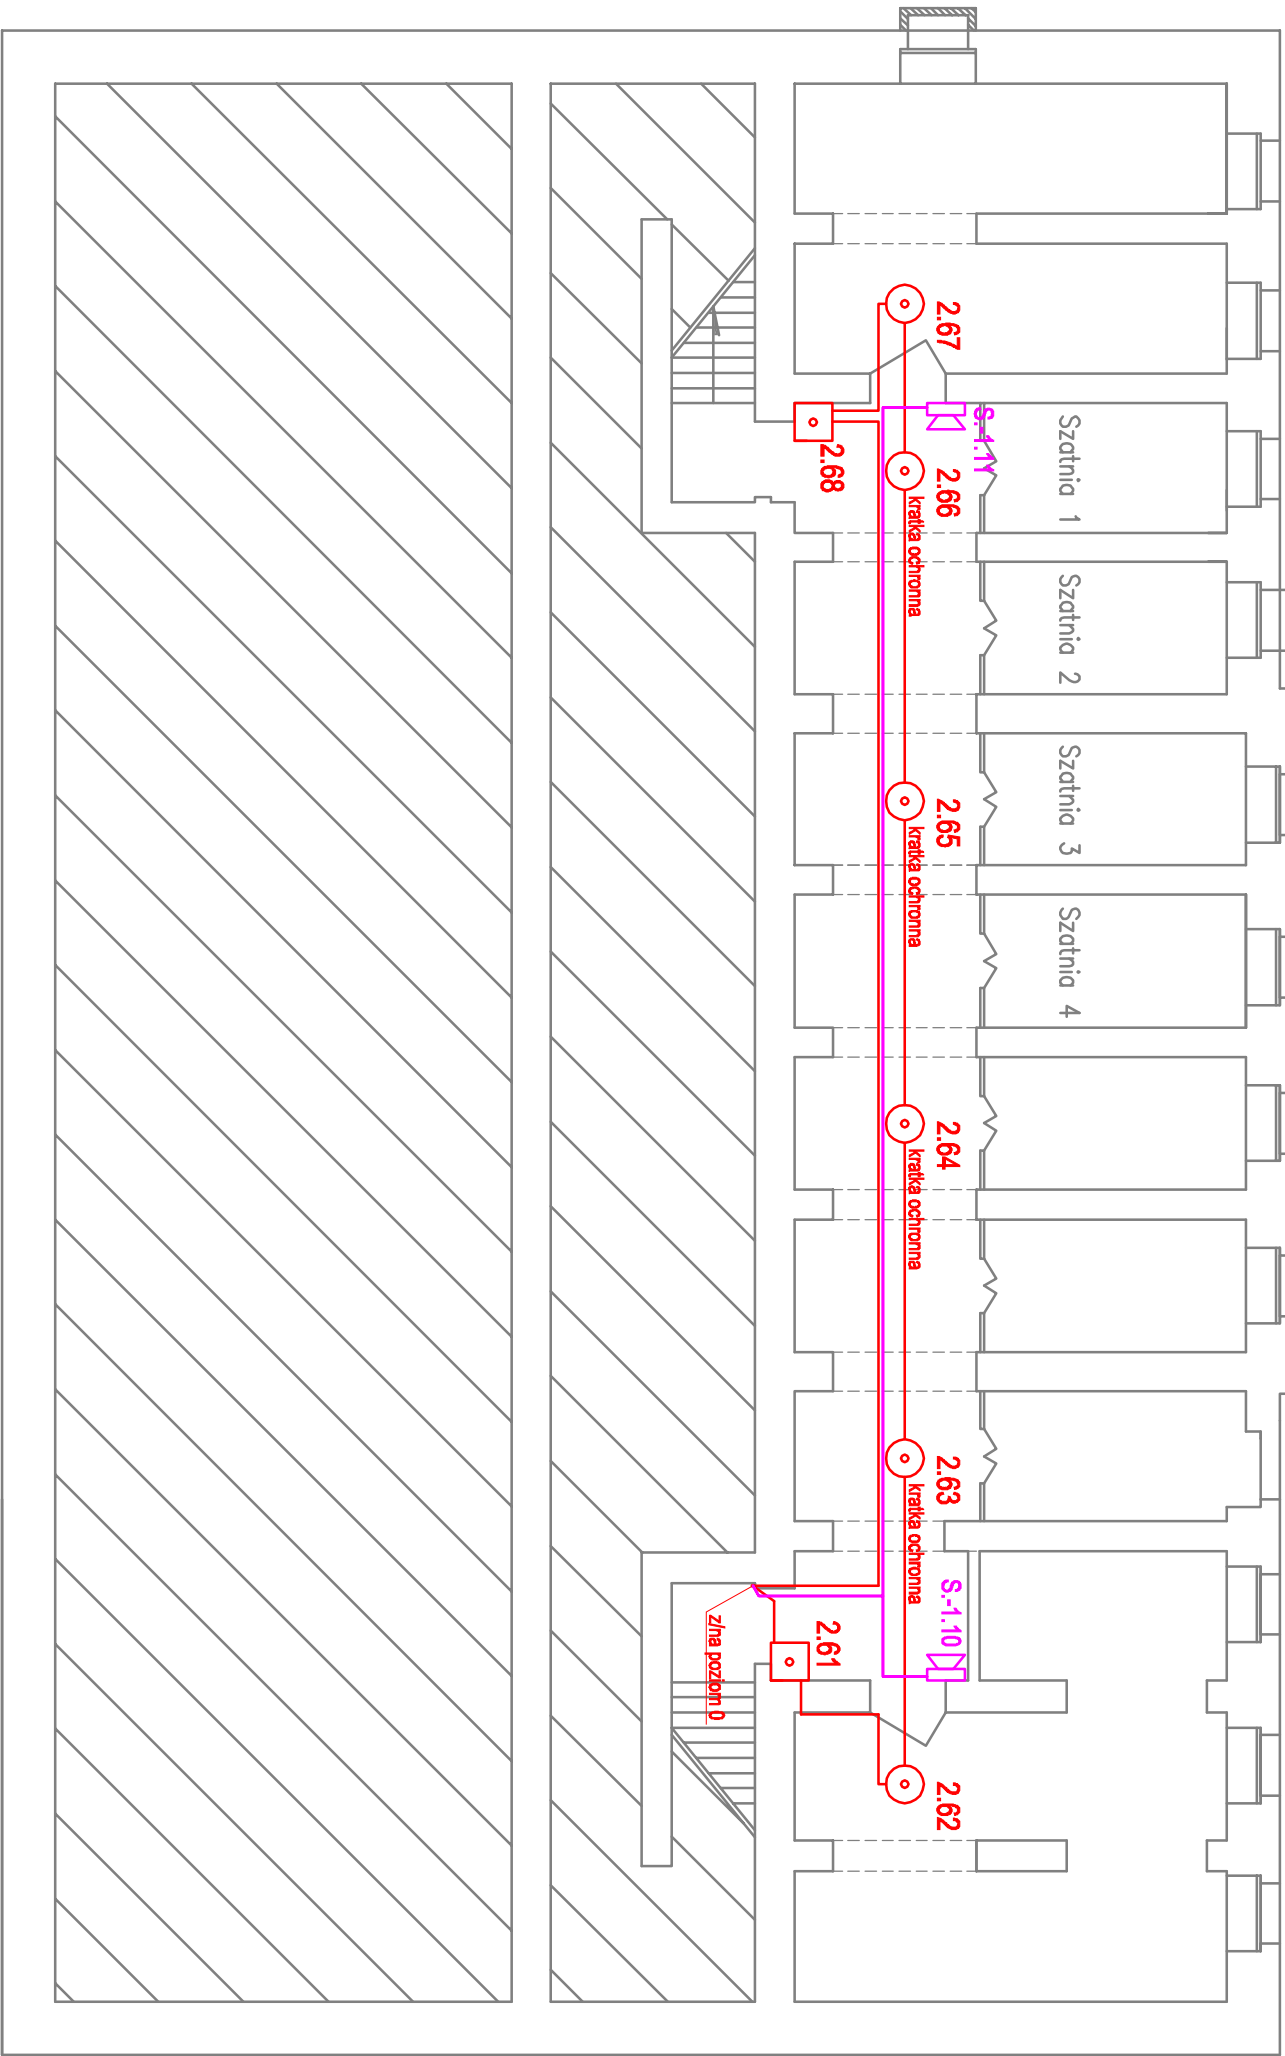 Szatnia 1
Szatnia 2
Szatnia 3
Szatnia 4
2.67
S.-1.11
2.66
kratka ochronna
2.68
2.65
kratka ochronna
2.64
kratka ochronna
2.63
kratka ochronna
S.-1.10
2.61
z/na poziom 0
2.62